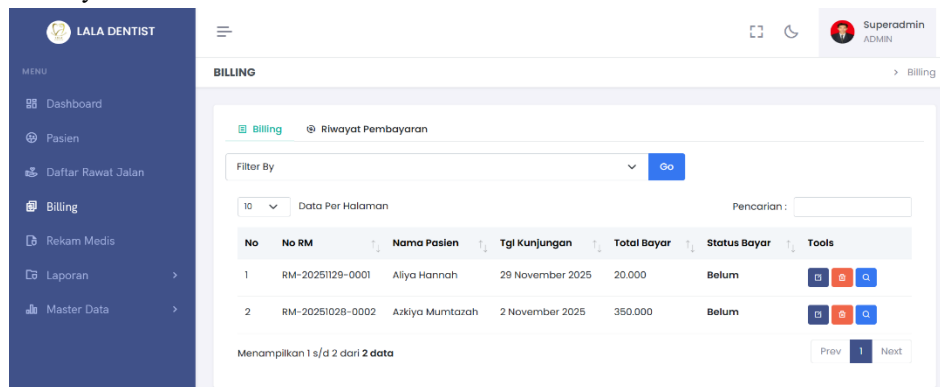 LALA DENTIST
Superadmin
ADMIN
MENU
BILLING
> Billing
Dashboard
Pasien
Daftar Rawat Jalan
Billing
Rekam Medis
Laporan
Master Data
Billing
Riwayat Pembayaran
Filter By
Go
10 Data Per Halaman
Pencarian :
No No RM Nama Pasien Tgl Kunjungan Total Bayar Status Bayar Tools
1 RM-20251129-0001 Aliya Hannah 29 November 2025 20.000 Belum
2 RM-20251028-0002 Azkiya Mumtazah 2 November 2025 350.000 Belum
Menampilkan 1 s/d 2 dari 2 data
Prev 1 Next